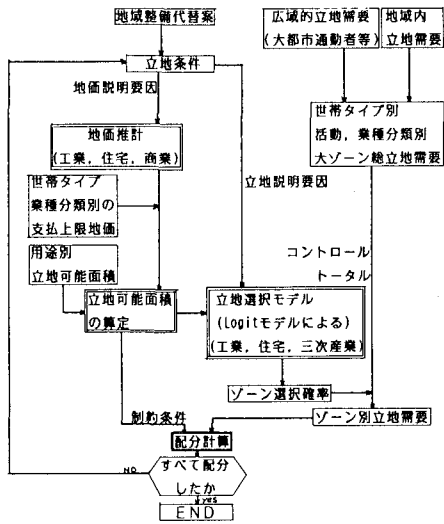 地域整備代替案
広域的立地需要
(大都市通勤者等)
地域内
立地需要
立地条件
地価説明要因
地価推計
(工業，住宅，商業)
世帯タイプ別
活動，業種分類別
大ゾーン総立地需要
世帯タイプ
業種分類別の
支払上限地価
立地説明要因
用途別
立地可能面積
コントロール
トータル
立地可能面積
の算定
立地選択モデル
(Logitモデルによる)
(工業，住宅，三次産業)
ゾーン選択確率
制約条件
ゾーン別立地需要
配分計算
すべて配分
したか
NO
yes
END